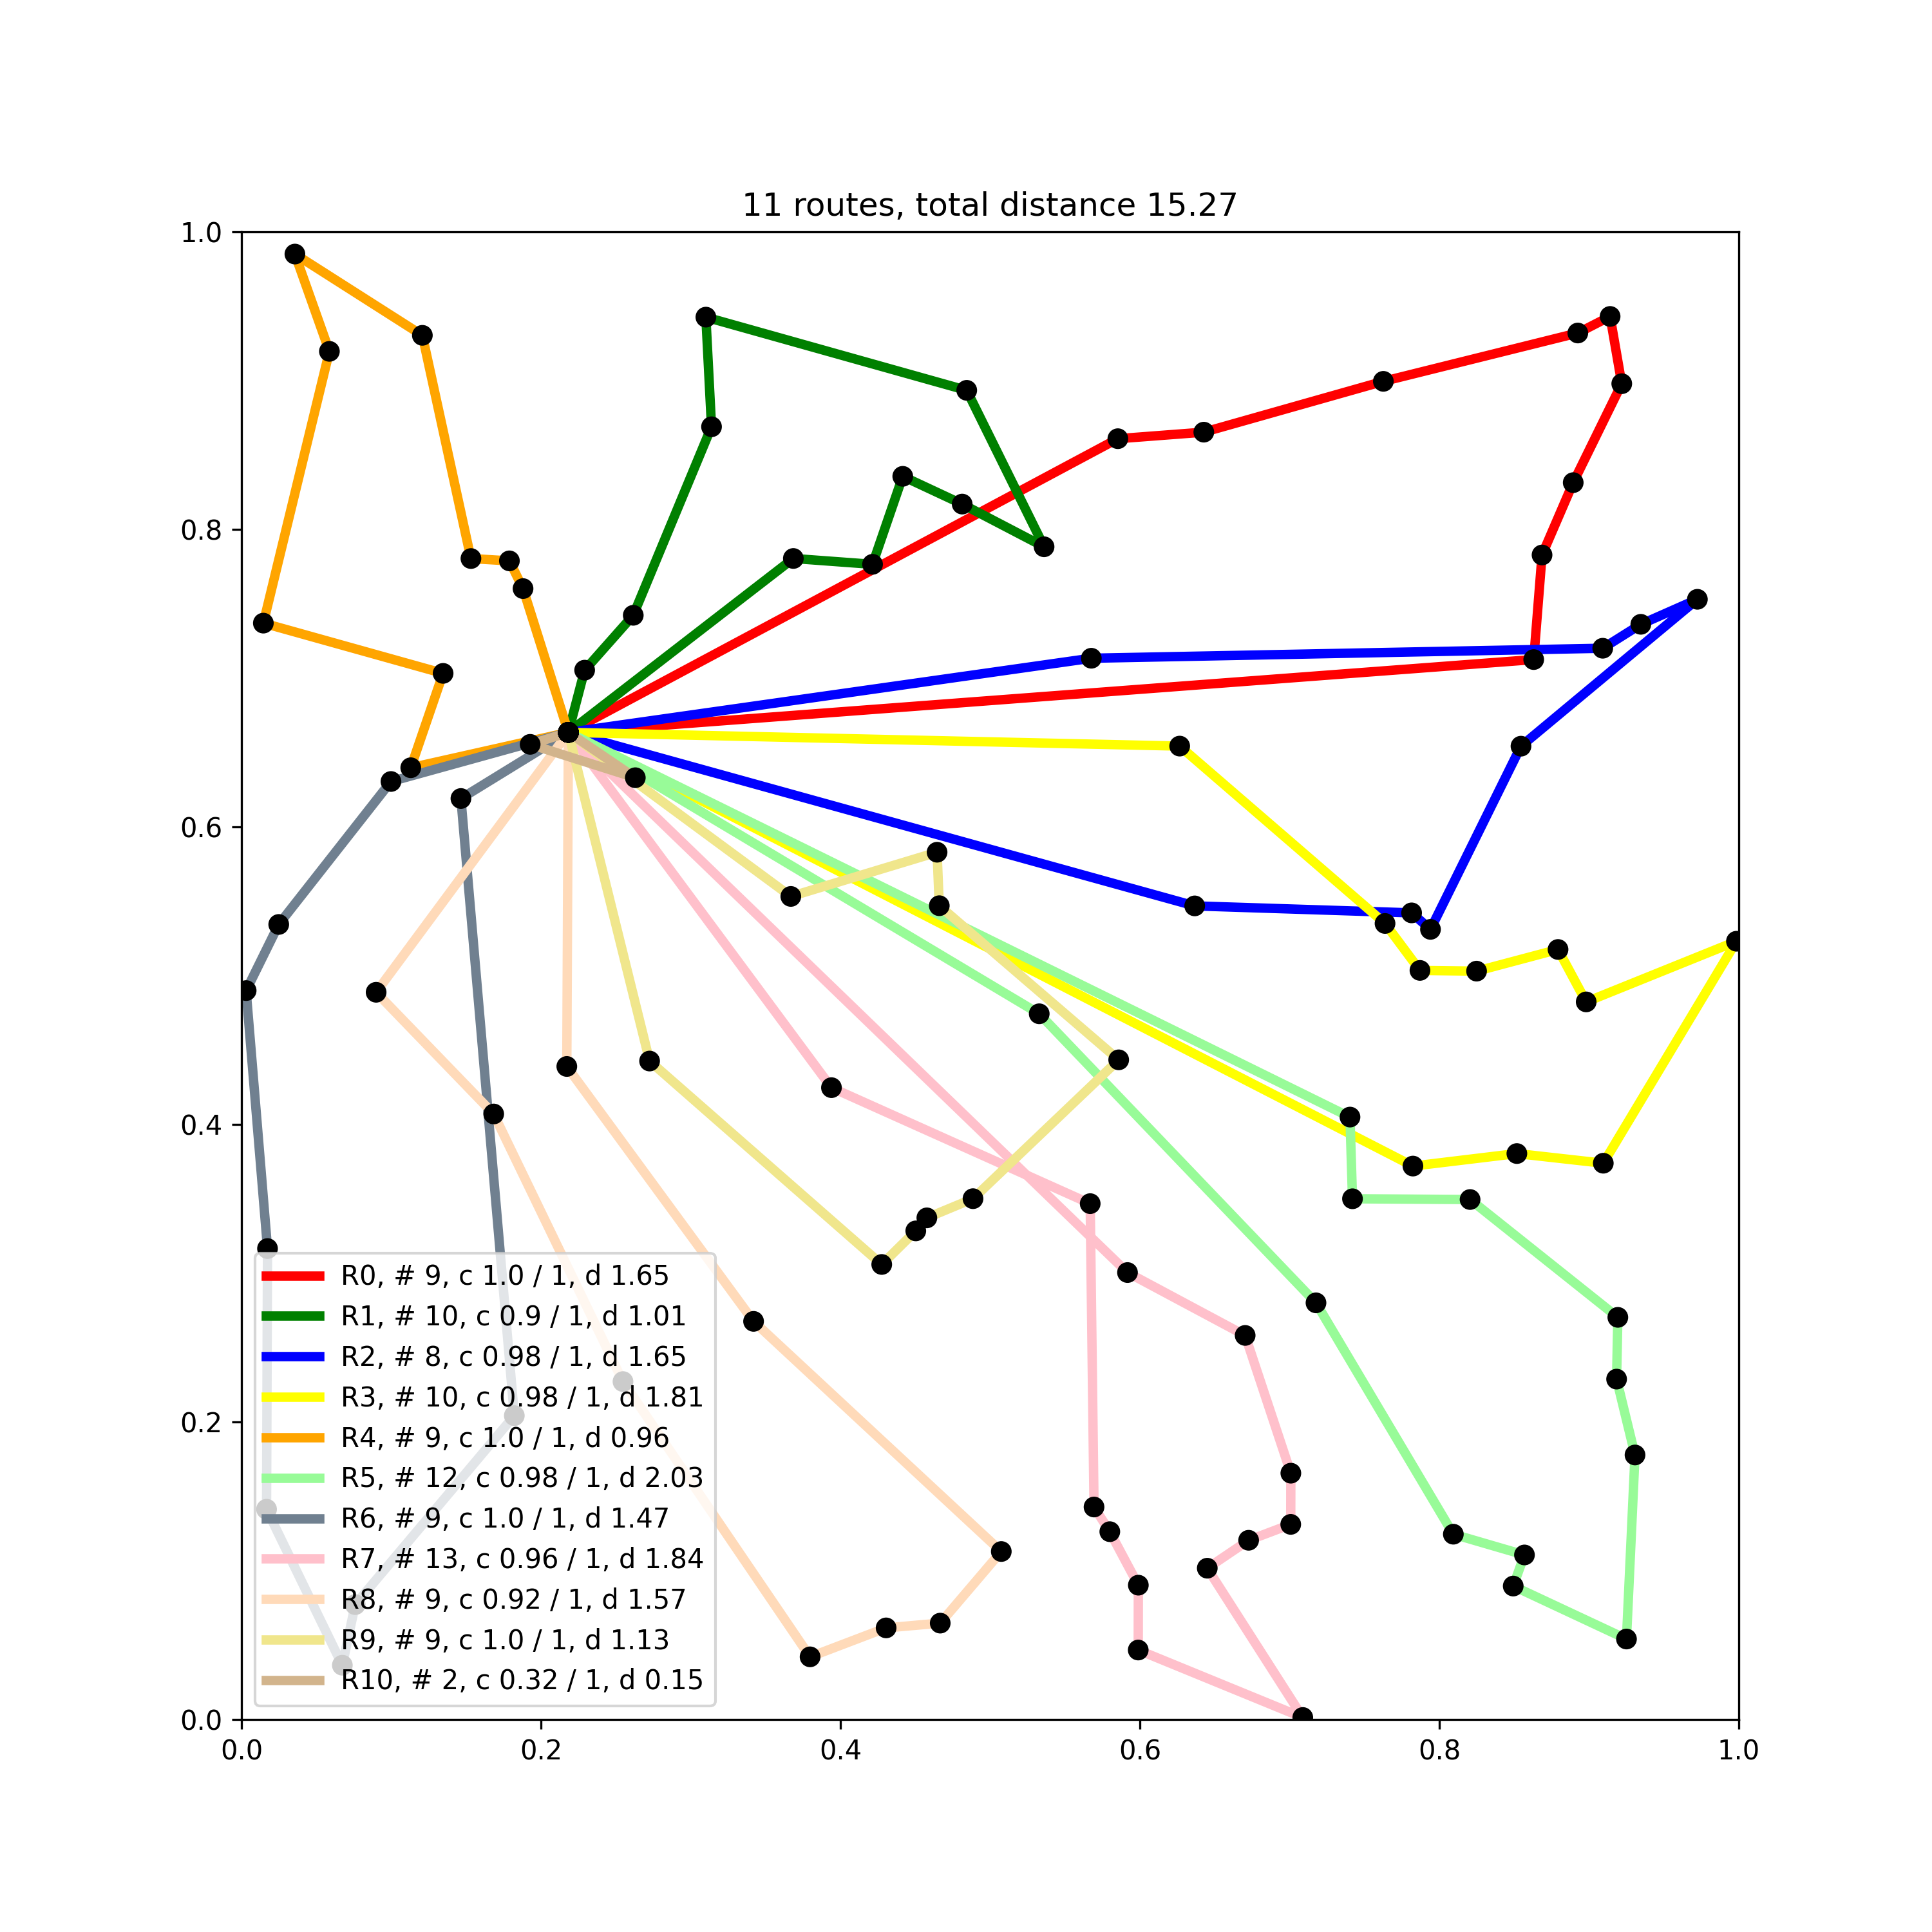 11 routes, total distance 15.27
1.0
0.8
0.6
0.4
0.2
0.0
R0, # 9, c 1.0 / 1, d 1.65
R1, # 10, c 0.9 / 1, d 1.01
R2, # 8, c 0.98 / 1, d 1.65
R3, # 10, c 0.98 / 1, d 1.81
R4, # 9, c 1.0 / 1, d 0.96
R5, # 12, c 0.98 / 1, d 2.03
R6, # 9, c 1.0 / 1, d 1.47
R7, # 13, c 0.96 / 1, d 1.84
R8, # 9, c 0.92 / 1, d 1.57
R9, # 9, c 1.0 / 1, d 1.13
R10, # 2, c 0.32 / 1, d 0.15
0.0 0.2 0.4 0.6 0.8 1.0